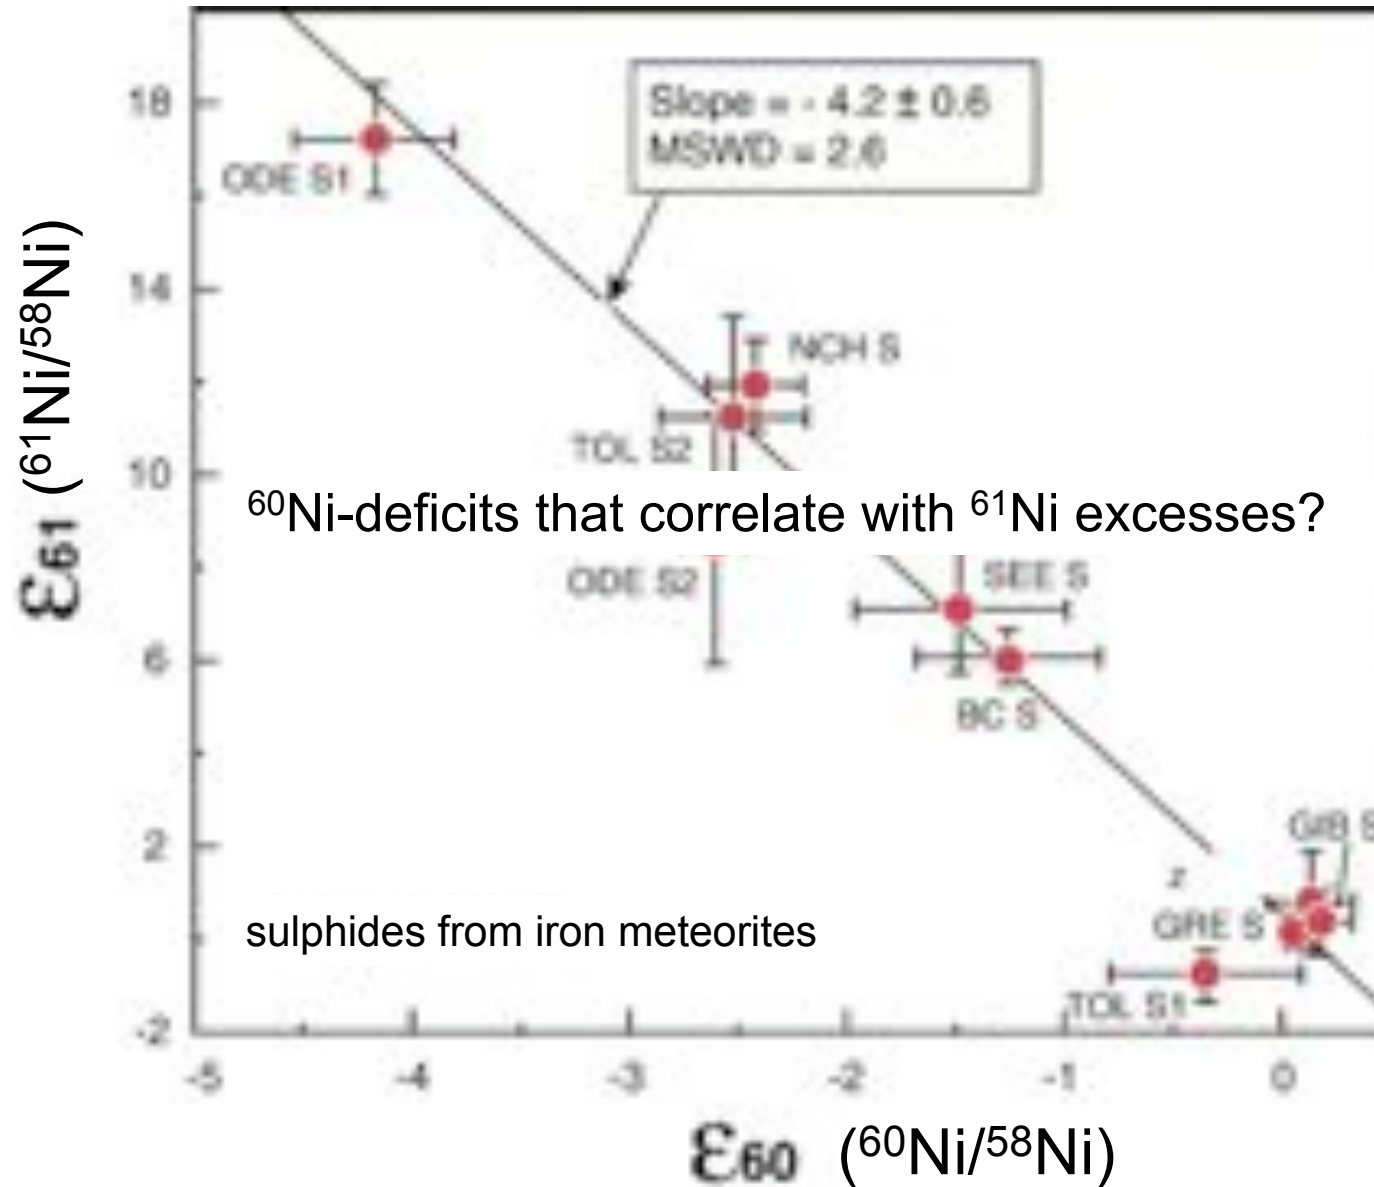 18
Slope = - 4.2 ± 0.6
MSWD = 2.6
ODE S1
14
NCH S
TOL S2
10
⁶⁰Ni-deficits that correlate with ⁶¹Ni excesses?
ε61 (⁶¹Ni/⁵⁸Ni)
ODE S2
SEE S
6
BC S
2
GIB S
z
GRE S
sulphides from iron meteorites
TOL S1
-2
-5 -4 -3 -2 -1 0
ε60 (⁶⁰Ni/⁵⁸Ni)